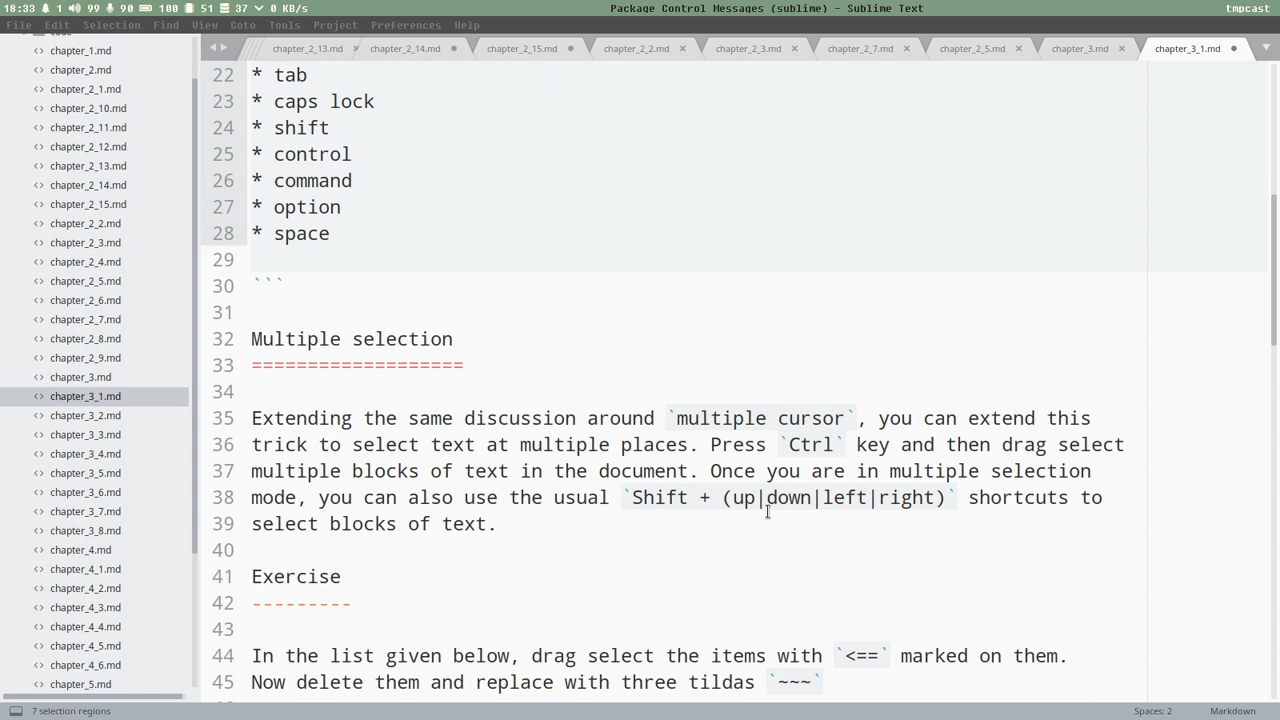 18:33 1 99 90 100 51 37 0 KB/s Package Control Messages (sublime) - Sublime Text tmpcast
File Edit Selection View Goto Tools Project Preferences Help
chapter_2_13.md chapter_2_14.md chapter_2_15.md chapter_2_2.md chapter_2_3.md chapter_2_7.md chapter_2_5.md chapter_3.md chapter_3_1.md
chapter_1.md
chapter_2.md
chapter_2_1.md
chapter_2_10.md
chapter_2_11.md
chapter_2_12.md
chapter_2_13.md
chapter_2_14.md
chapter_2_15.md
chapter_2_2.md
chapter_2_3.md
chapter_2_4.md
chapter_2_5.md
chapter_2_6.md
chapter_2_7.md
chapter_2_8.md
chapter_2_9.md
chapter_3.md
chapter_3_1.md
chapter_3_2.md
chapter_3_3.md
chapter_3_4.md
chapter_3_5.md
chapter_3_6.md
chapter_3_7.md
chapter_3_8.md
chapter_4.md
chapter_4_1.md
chapter_4_2.md
chapter_4_3.md
chapter_4_4.md
chapter_4_5.md
chapter_4_6.md
chapter_5.md
22 * tab
23 * caps lock
24 * shift
25 * control
26 * command
27 * option
28 * space
29
30 ```
31
32 Multiple selection
33 ===================
34
35 Extending the same discussion around `multiple cursor`, you can extend this
36 trick to select text at multiple places. Press `Ctrl` key and then drag select
37 multiple blocks of text in the document. Once you are in multiple selection
38 mode, you can also use the usual `Shift + (up|down|left|right)` shortcuts to
39 select blocks of text.
40
41 Exercise
42 ---------
43
44 In the list given below, drag select the items with `<==` marked on them.
45 Now delete them and replace with three tildas `~~~`
7 selection regions Spaces: 2 Markdown